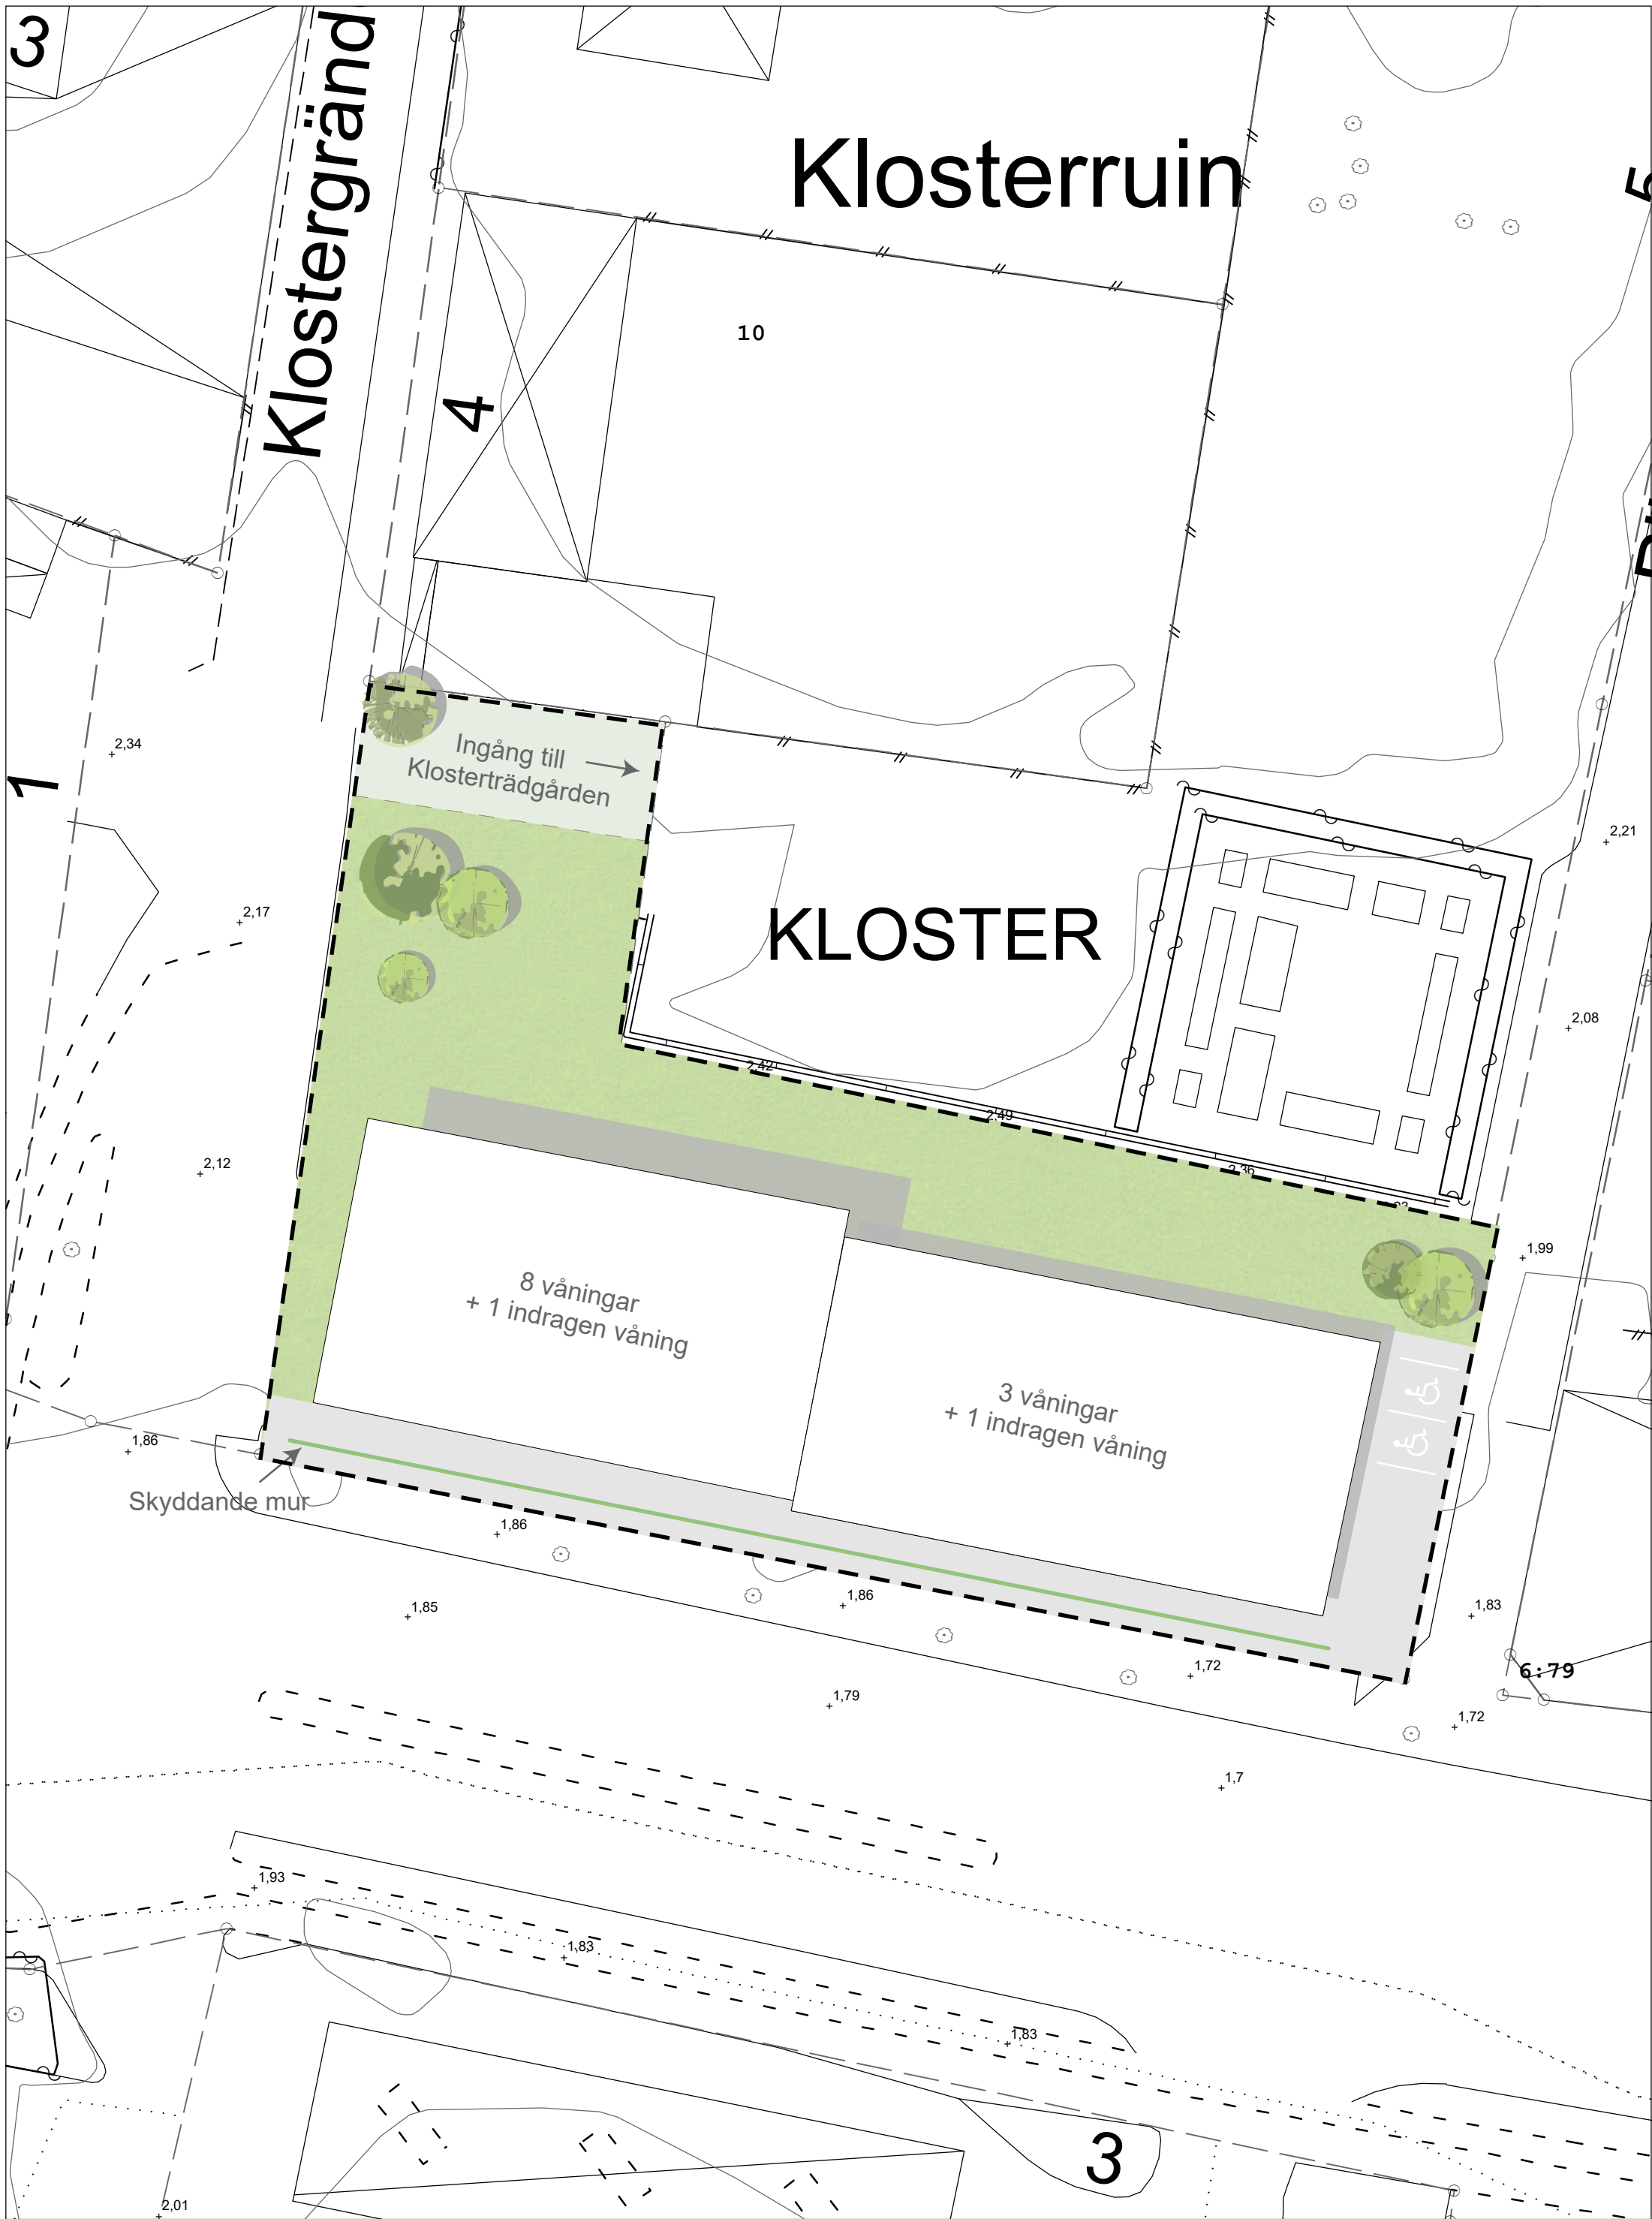 3
Klostergränd
Klosterruin
5
10
4
Ingång till
Klosterträdgården
2,34
1
2,21
2,17
KLOSTER
2,08
2,42
2,49
2,12
2,36
1,99
8 våningar
+ 1 indragen våning
3 våningar
+ 1 indragen våning
1,86
Skyddande mur
1,86
1,86
1,85
1,83
1,72
6:79
1,79
1,72
1,7
1,93
1,83
1,83
3
2,01